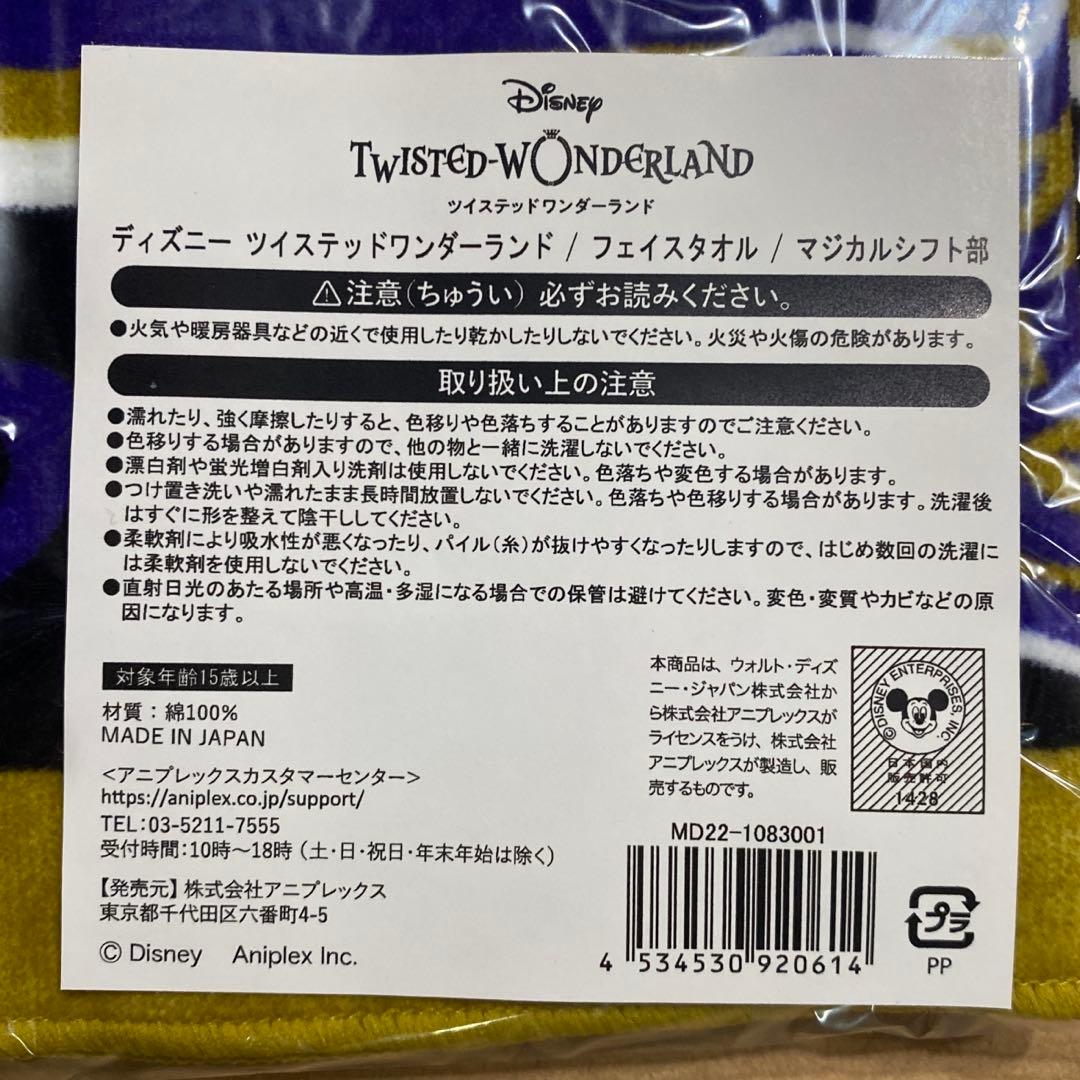 Disney
TWISTED-WONDERLAND
ツイステッドワンダーランド
ディズニー ツイステッドワンダーランド / フェイスタオル / マジカルシフト部
⚠注意(ちゅうい) 必ずお読みください。
●火気や暖房器具などの近くで使用したり乾かしたりしないでください。火災や火傷の危険があります。
取り扱い上の注意
●濡れたり、強く摩擦したりすると、色移りや色落ちすることがありますのでご注意ください。
●色移りする場合がありますので、他の物と一緒に洗濯しないでください。
●漂白剤や蛍光増白剤入り洗剤は使用しないでください。色落ちや変色する場合があります。
●つけ置き洗いや濡れたまま長時間放置しないでください。色落ちや色移りする場合があります。洗濯後
はすぐに形を整えて陰干ししてください。
●柔軟剤により吸水性が悪くなったり、パイル(糸)が抜けやすくなったりしますので、はじめ数回の洗濯に
は柔軟剤を使用しないでください。
●直射日光のあたる場所や高温・多湿になる場合での保管は避けてください。変色・変質やカビなどの原
因になります。
対象年齢15歳以上
材質：綿100%
MADE IN JAPAN
<アニプレックスカスタマーセンター>
https://aniplex.co.jp/support/
TEL:03-5211-7555
受付時間:10時～18時 (土・日・祝日・年末年始は除く)
【発売元】株式会社アニプレックス
東京都千代田区六番町4-5
© Disney Aniplex Inc.
本商品は、ウォルト・ディズ
ニー・ジャパン株式会社か
ら株式会社アニプレックスが
ライセンスをうけ、株式会社
アニプレックスが製造し、販
売するものです。
©DISNEY ENTERPRISES, INC.
日本国内
販売許可
1428
MD22-1083001
4 534530 920614
プラ
PP